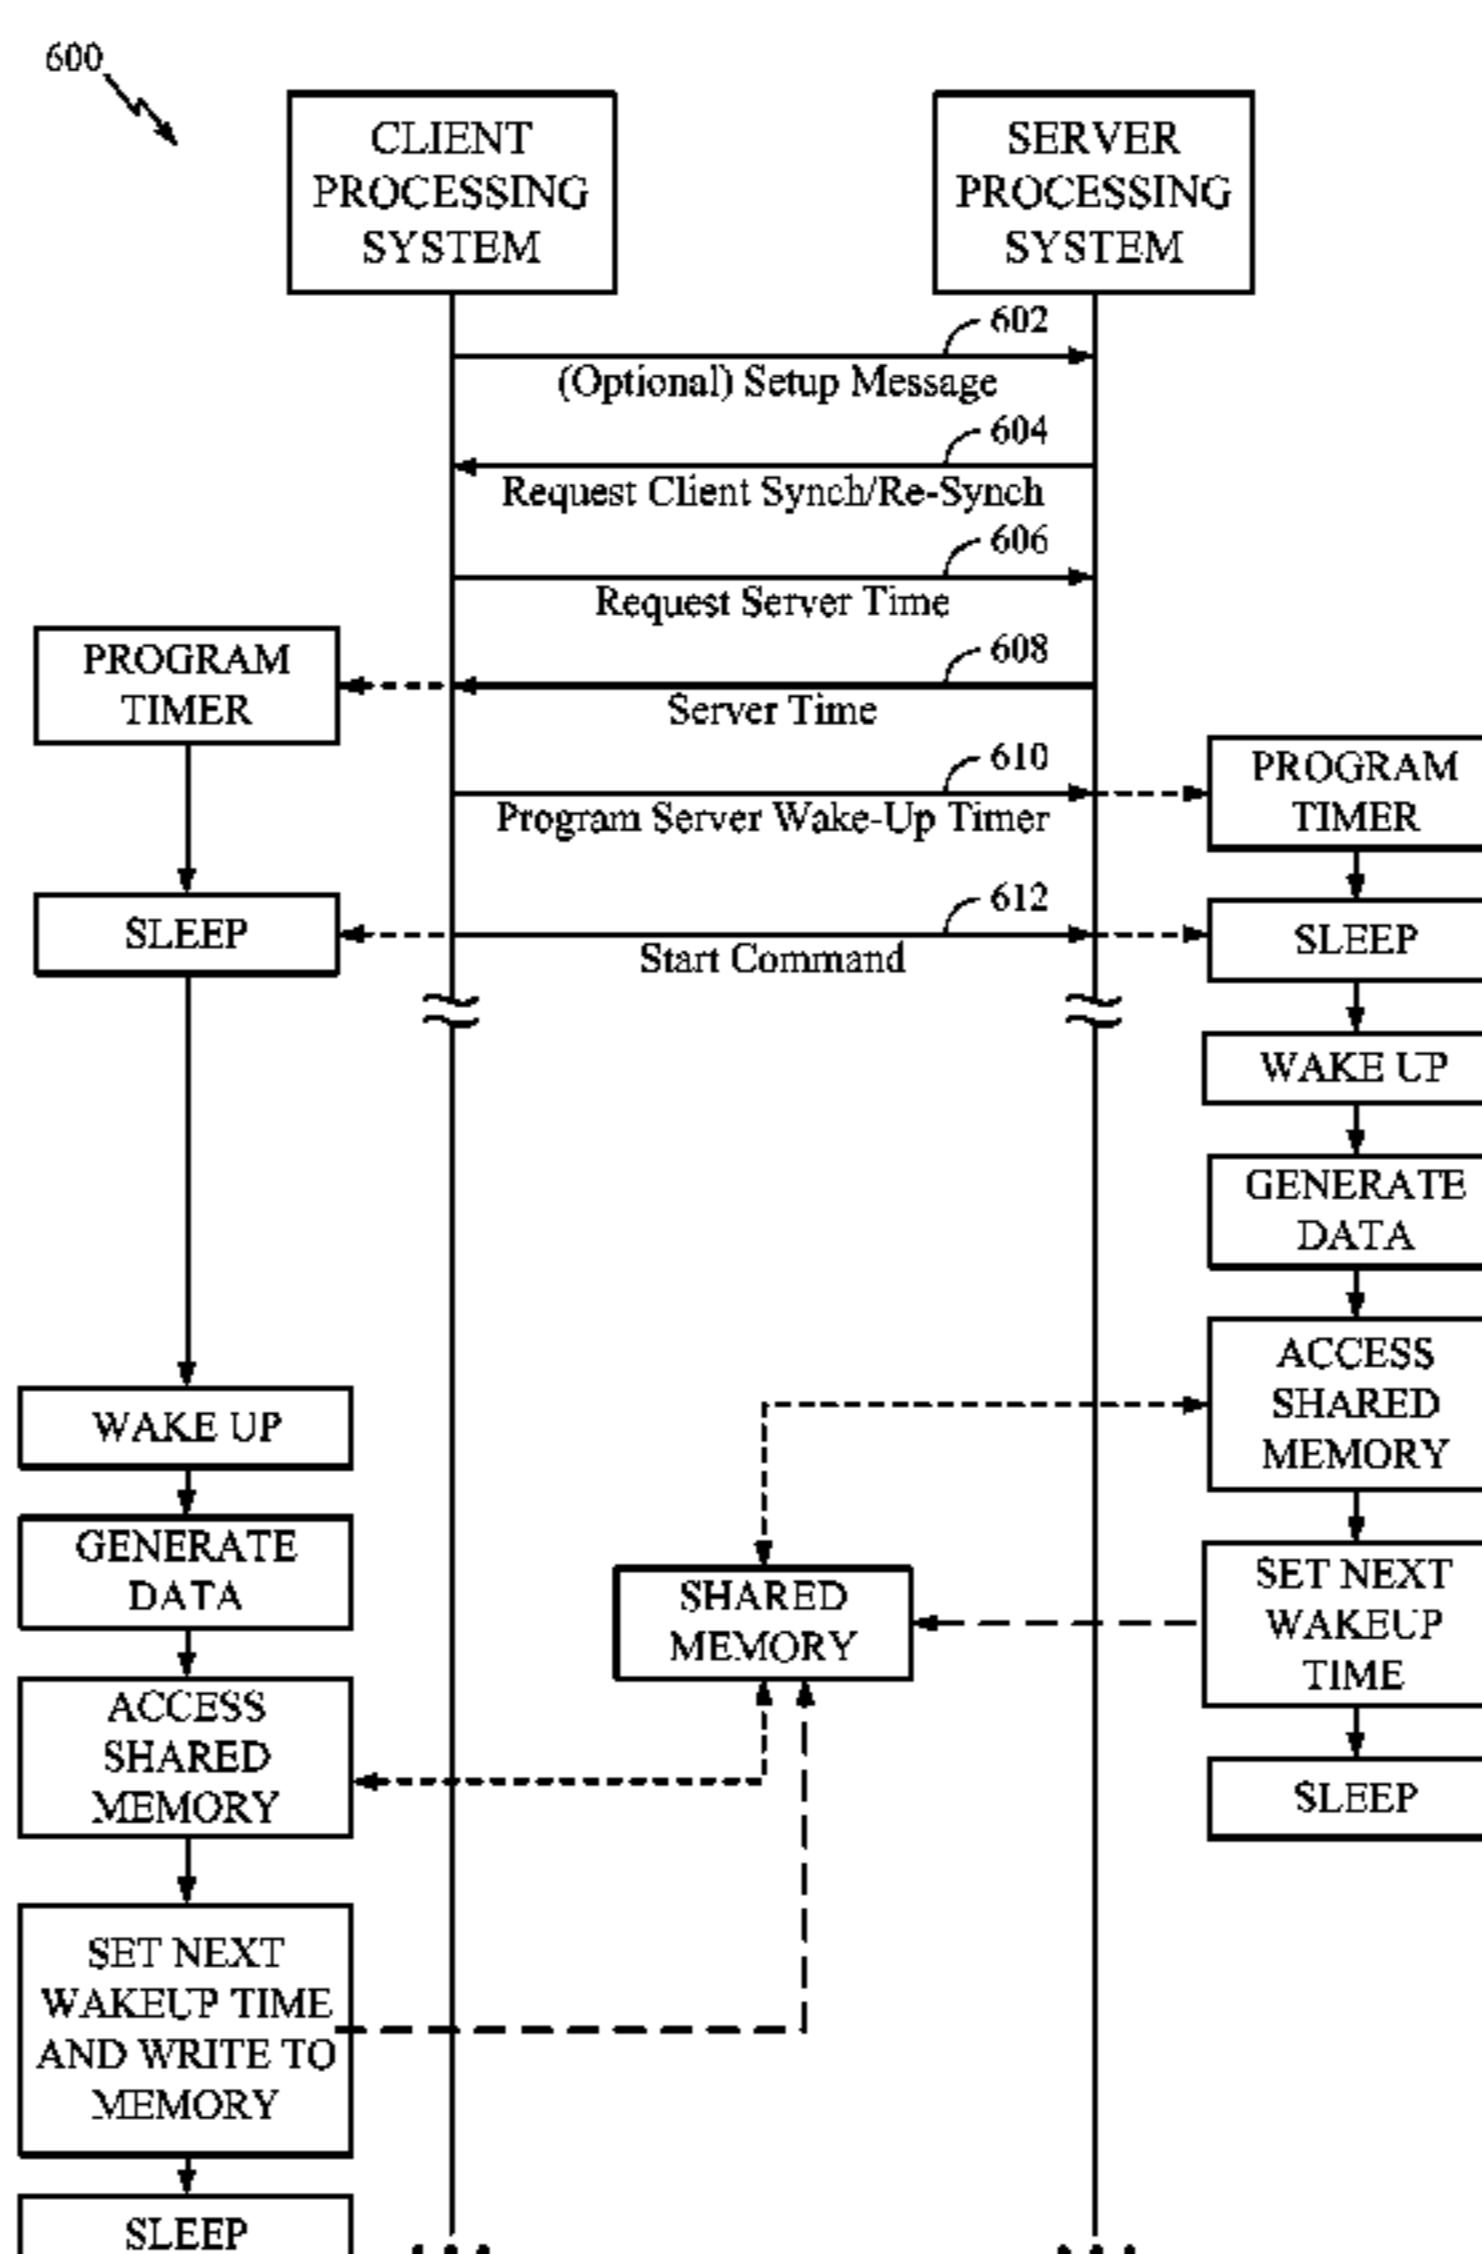 600
CLIENT
PROCESSING
SYSTEM
SERVER
PROCESSING
SYSTEM
602
(Optional) Setup Message
604
Request Client Synch/Re-Synch
606
Request Server Time
608
Server Time
PROGRAM
TIMER
610
Program Server Wake-Up Timer
PROGRAM
TIMER
612
Start Command
SLEEP
SLEEP
WAKE UP
GENERATE
DATA
ACCESS
SHARED
MEMORY
WAKE UP
GENERATE
DATA
SHARED
MEMORY
SET NEXT
WAKEUP
TIME
ACCESS
SHARED
MEMORY
SLEEP
SET NEXT
WAKEUP TIME
AND WRITE TO
MEMORY
SLEEP